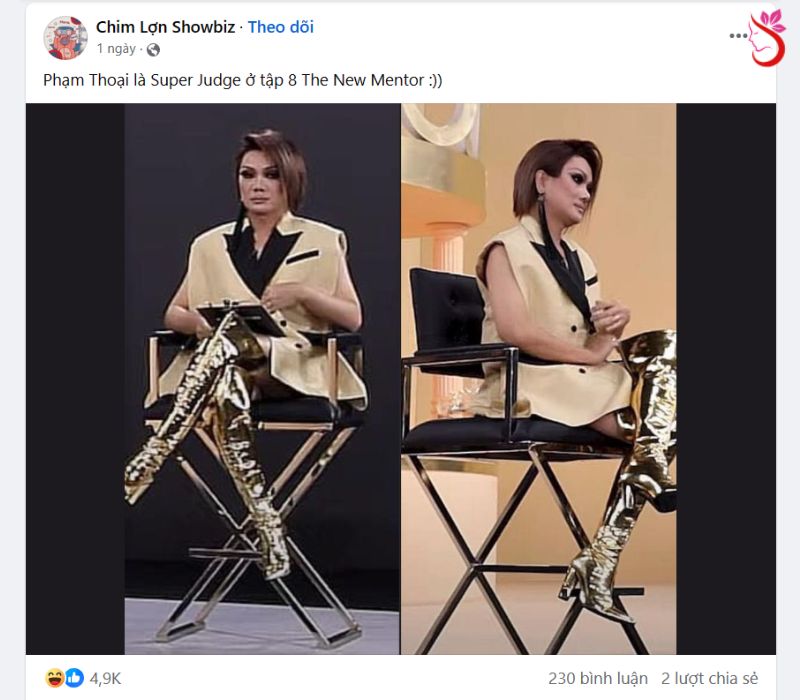 Chim Lợn Showbiz · Theo dõi
1 ngày ·
Phạm Thoại là Super Judge ở tập 8 The New Mentor :))
4,9K
230 bình luận 2 lượt chia sẻ